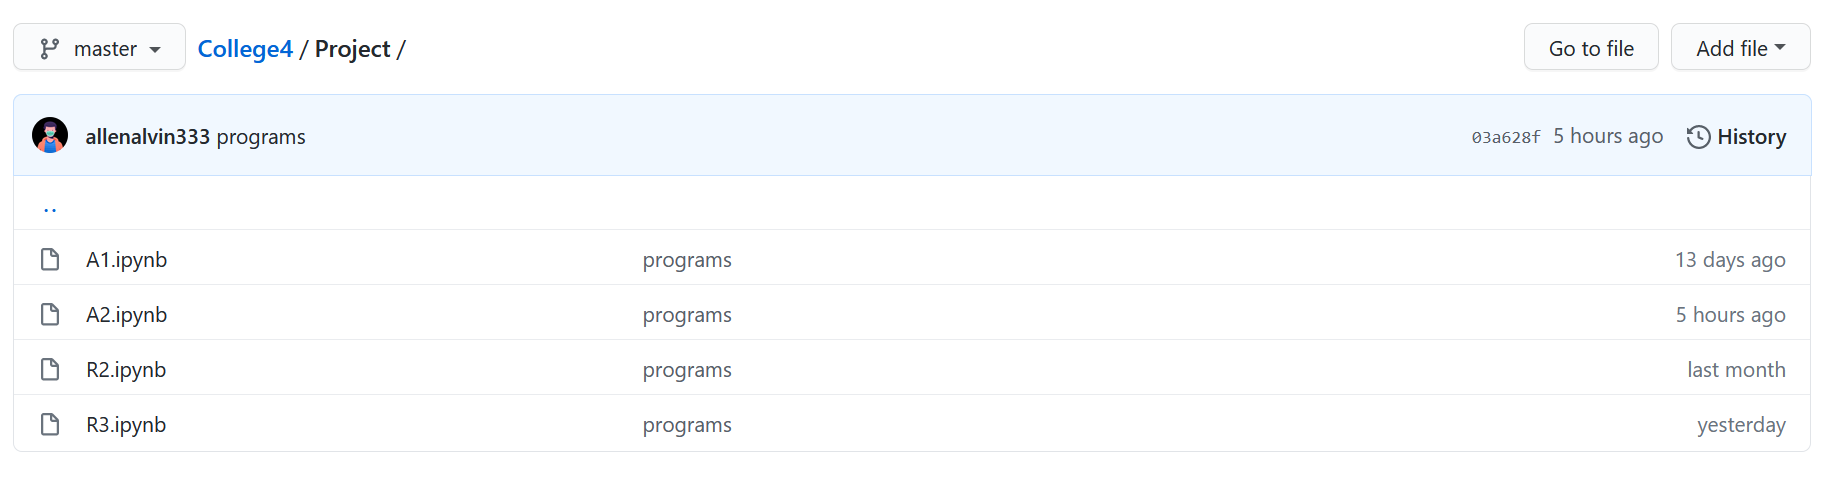 master College4 / Project / Go to file Add file
allenalvin333 programs 03a628f 5 hours ago History
..
A1.ipynb programs 13 days ago
A2.ipynb programs 5 hours ago
R2.ipynb programs last month
R3.ipynb programs yesterday